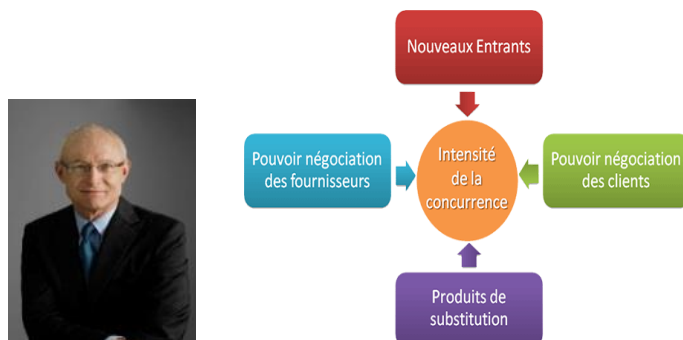 Nouveaux Entrants
Pouvoir négociation
des fournisseurs
Intensité
de la
concurrence
Pouvoir négociation
des clients
Produits de
substitution